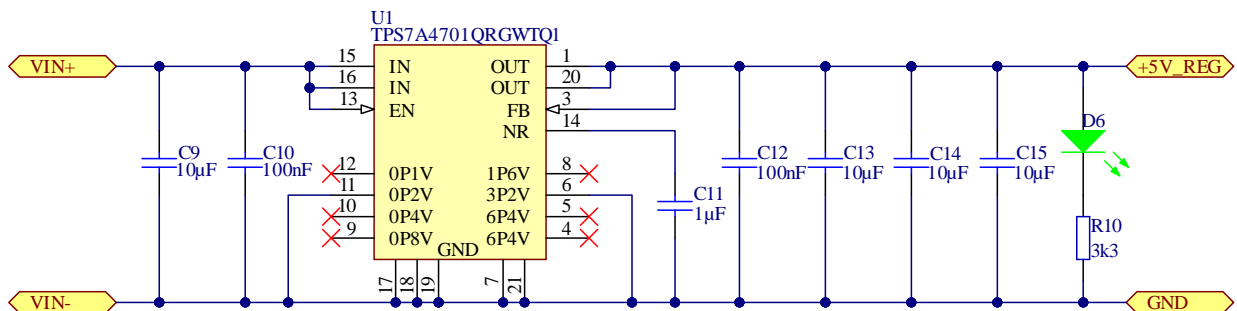 U1
TPS7A4701QRGWTQ1
VIN+
15
IN
OUT
1
+5V_REG
16
IN
OUT
20
13
EN
FB
3
NR
14
D6
C9
10µF
C10
100nF
C12
100nF
C13
10µF
C14
10µF
C15
10µF
12
0P1V
1P6V
8
11
0P2V
3P2V
6
C11
1µF
10
0P4V
6P4V
5
9
0P8V
6P4V
4
GND
R10
3k3
17
18
19
7
21
VIN-
GND